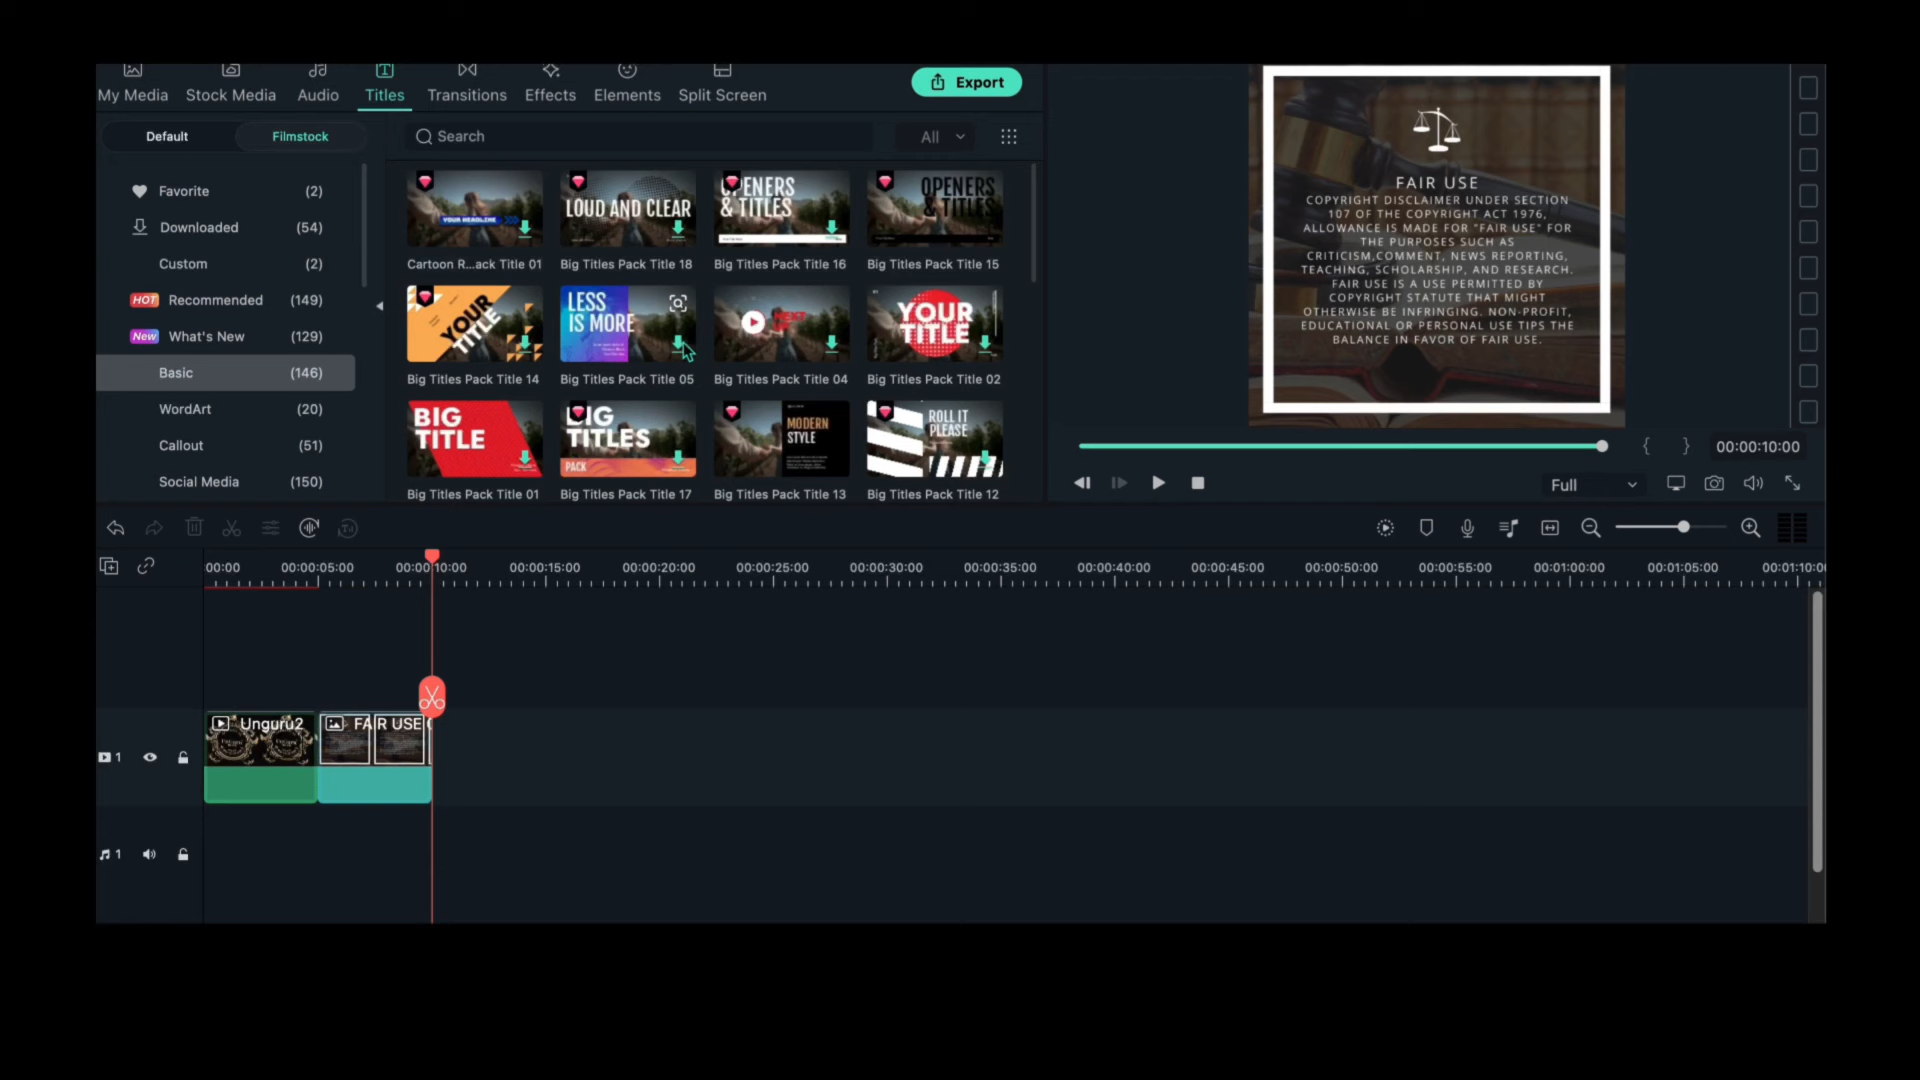 My Media
Stock Media
Audio
Titles
Transitions
Effects
Elements
Split Screen
Export
Default
Filmstock
Search
All
Favorite (2)
Downloaded (54)
Custom (2)
HOT Recommended (149)
New What's New (129)
Basic (146)
WordArt (20)
Callout (51)
Social Media (150)
YOUR HEADLINE
LOUD AND CLEAR
OPENERS
& TITLES
OPENERS
& TITLES
Cartoon R...ack Title 01
Big Titles Pack Title 18
Big Titles Pack Title 16
Big Titles Pack Title 15
YOUR
TITLE
LESS
IS MORE
NEXT
UP
YOUR
TITLE
Big Titles Pack Title 14
Big Titles Pack Title 05
Big Titles Pack Title 04
Big Titles Pack Title 02
BIG
TITLE
BIG
TITLES
PACK
MODERN
STYLE
ROLL IT
PLEASE
Big Titles Pack Title 01
Big Titles Pack Title 17
Big Titles Pack Title 13
Big Titles Pack Title 12
FAIR USE
COPYRIGHT DISCLAIMER UNDER SECTION
107 OF THE COPYRIGHT ACT 1976,
ALLOWANCE IS MADE FOR "FAIR USE" FOR
THE PURPOSES SUCH AS
CRITICISM,COMMENT, NEWS REPORTING,
TEACHING, SCHOLARSHIP, AND RESEARCH.
FAIR USE IS A USE PERMITTED BY
COPYRIGHT STATUTE THAT MIGHT
OTHERWISE BE INFRINGING. NON-PROFIT,
EDUCATIONAL OR PERSONAL USE TIPS THE
BALANCE IN FAVOR OF FAIR USE.
{ } 00:00:10:00
Full
00:00 00:00:05:00 00:00:10:00 00:00:15:00 00:00:20:00 00:00:25:00 00:00:30:00 00:00:35:00 00:00:40:00 00:00:45:00 00:00:50:00 00:00:55:00 00:01:00:00 00:01:05:00 00:01:10:00
Unguru2
FAIR USE
1
1